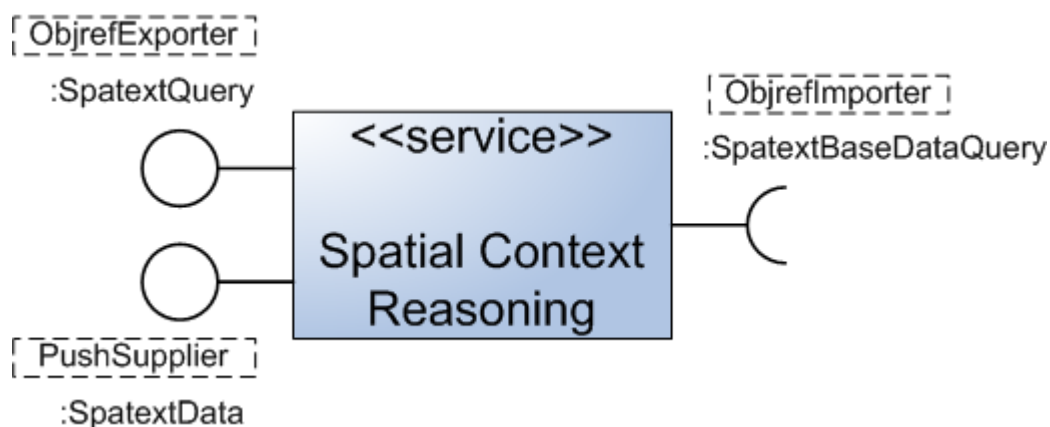 ObjrefExporter
:SpatextQuery
<<service>>
Spatial Context
Reasoning
ObjrefImporter
:SpatextBaseDataQuery
PushSupplier
:SpatextData